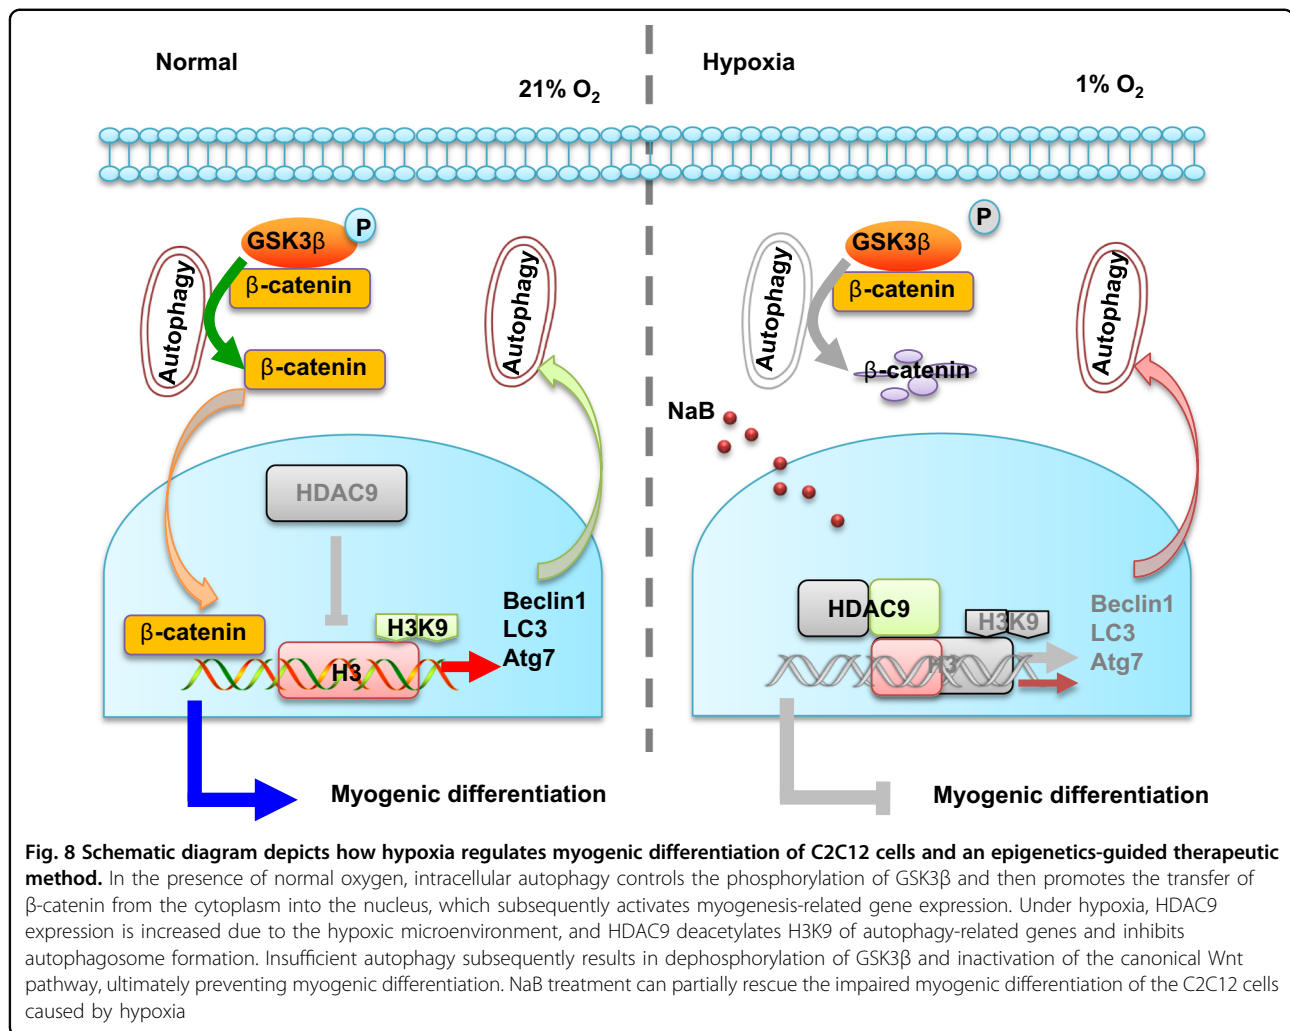 Normal
21% O₂
Hypoxia
1% O₂
Autophagy
GSK3β
P
β-catenin
β-catenin
Autophagy
HDAC9
β-catenin
H3K9
H3
Beclin1
LC3
Atg7
Myogenic differentiation
Autophagy
GSK3β
P
β-catenin
β-catenin
Autophagy
NaB
HDAC9
H3K9
H3
Beclin1
LC3
Atg7
Myogenic differentiation
Fig. 8 Schematic diagram depicts how hypoxia regulates myogenic differentiation of C2C12 cells and an epigenetics-guided therapeutic
method. In the presence of normal oxygen, intracellular autophagy controls the phosphorylation of GSK3β and then promotes the transfer of
β-catenin from the cytoplasm into the nucleus, which subsequently activates myogenesis-related gene expression. Under hypoxia, HDAC9
expression is increased due to the hypoxic microenvironment, and HDAC9 deacetylates H3K9 of autophagy-related genes and inhibits
autophagosome formation. Insufficient autophagy subsequently results in dephosphorylation of GSK3β and inactivation of the canonical Wnt
pathway, ultimately preventing myogenic differentiation. NaB treatment can partially rescue the impaired myogenic differentiation of the C2C12 cells
caused by hypoxia